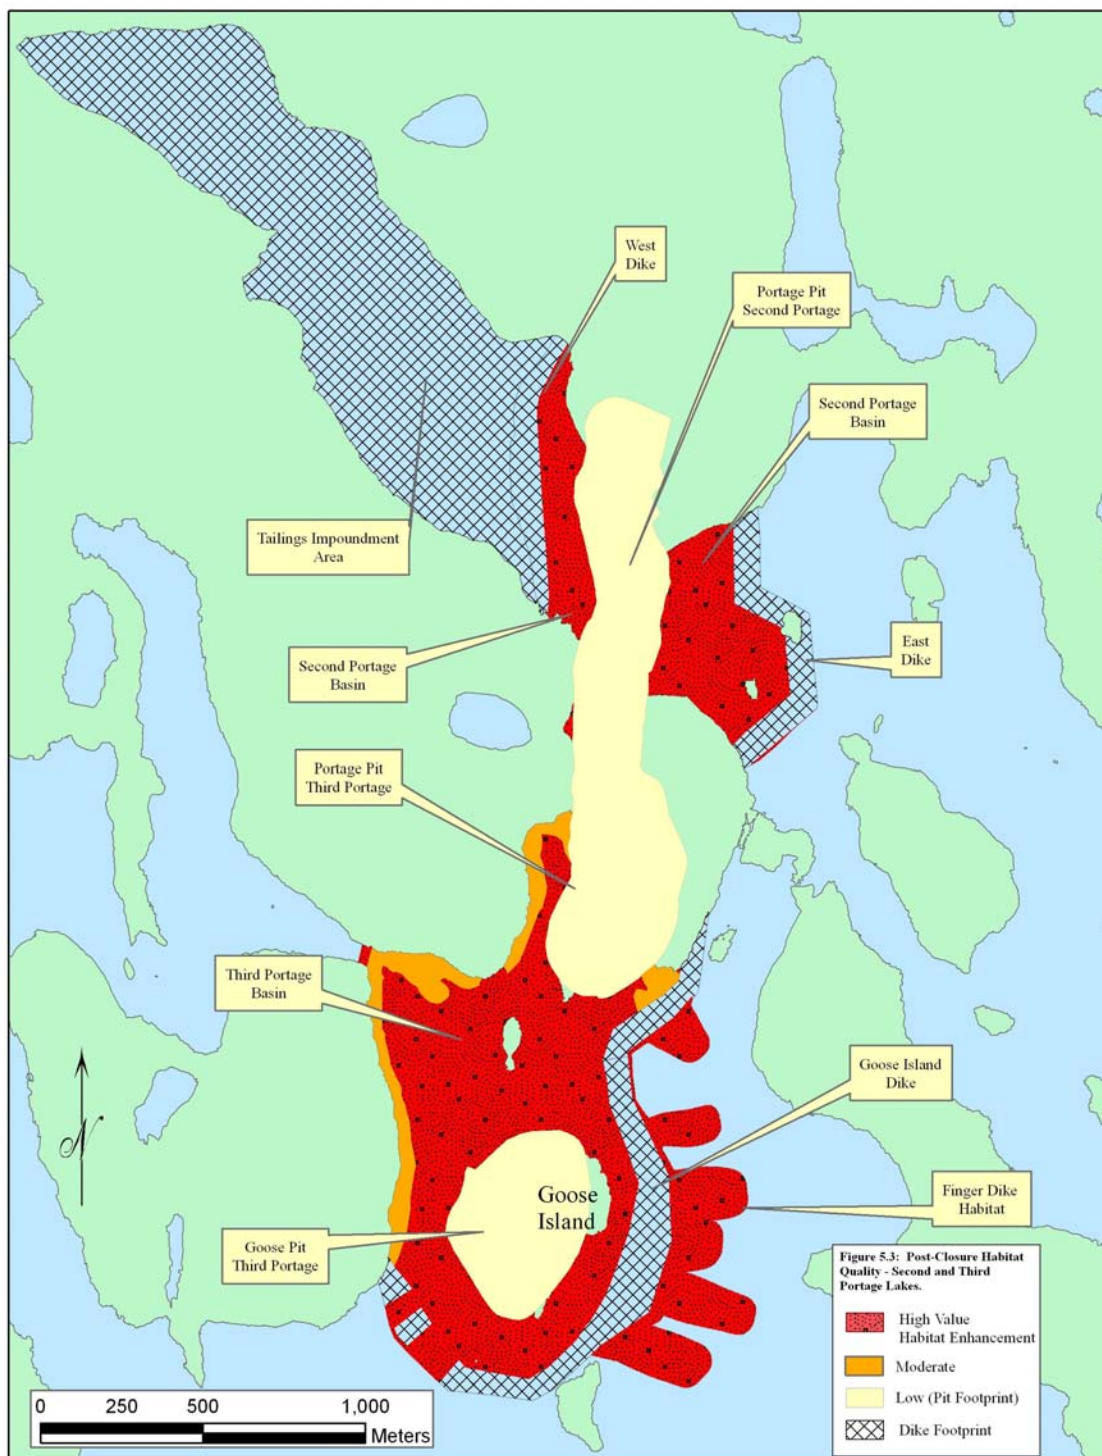 West
Dike
Portage Pit
Second Portage
Second Portage
Basin
Tailings Impoundment
Area
East
Dike
Second Portage
Basin
Portage Pit
Third Portage
Third Portage
Basin
Goose Island
Dike
Finger Dike
Habitat
Goose
Island
Goose Pit
Third Portage
N
Figure 5.3: Post-Closure Habitat
Quality - Second and Third
Portage Lakes.
High Value
Habitat Enhancement
Moderate
Low (Pit Footprint)
Dike Footprint
0 250 500 1,000
Meters